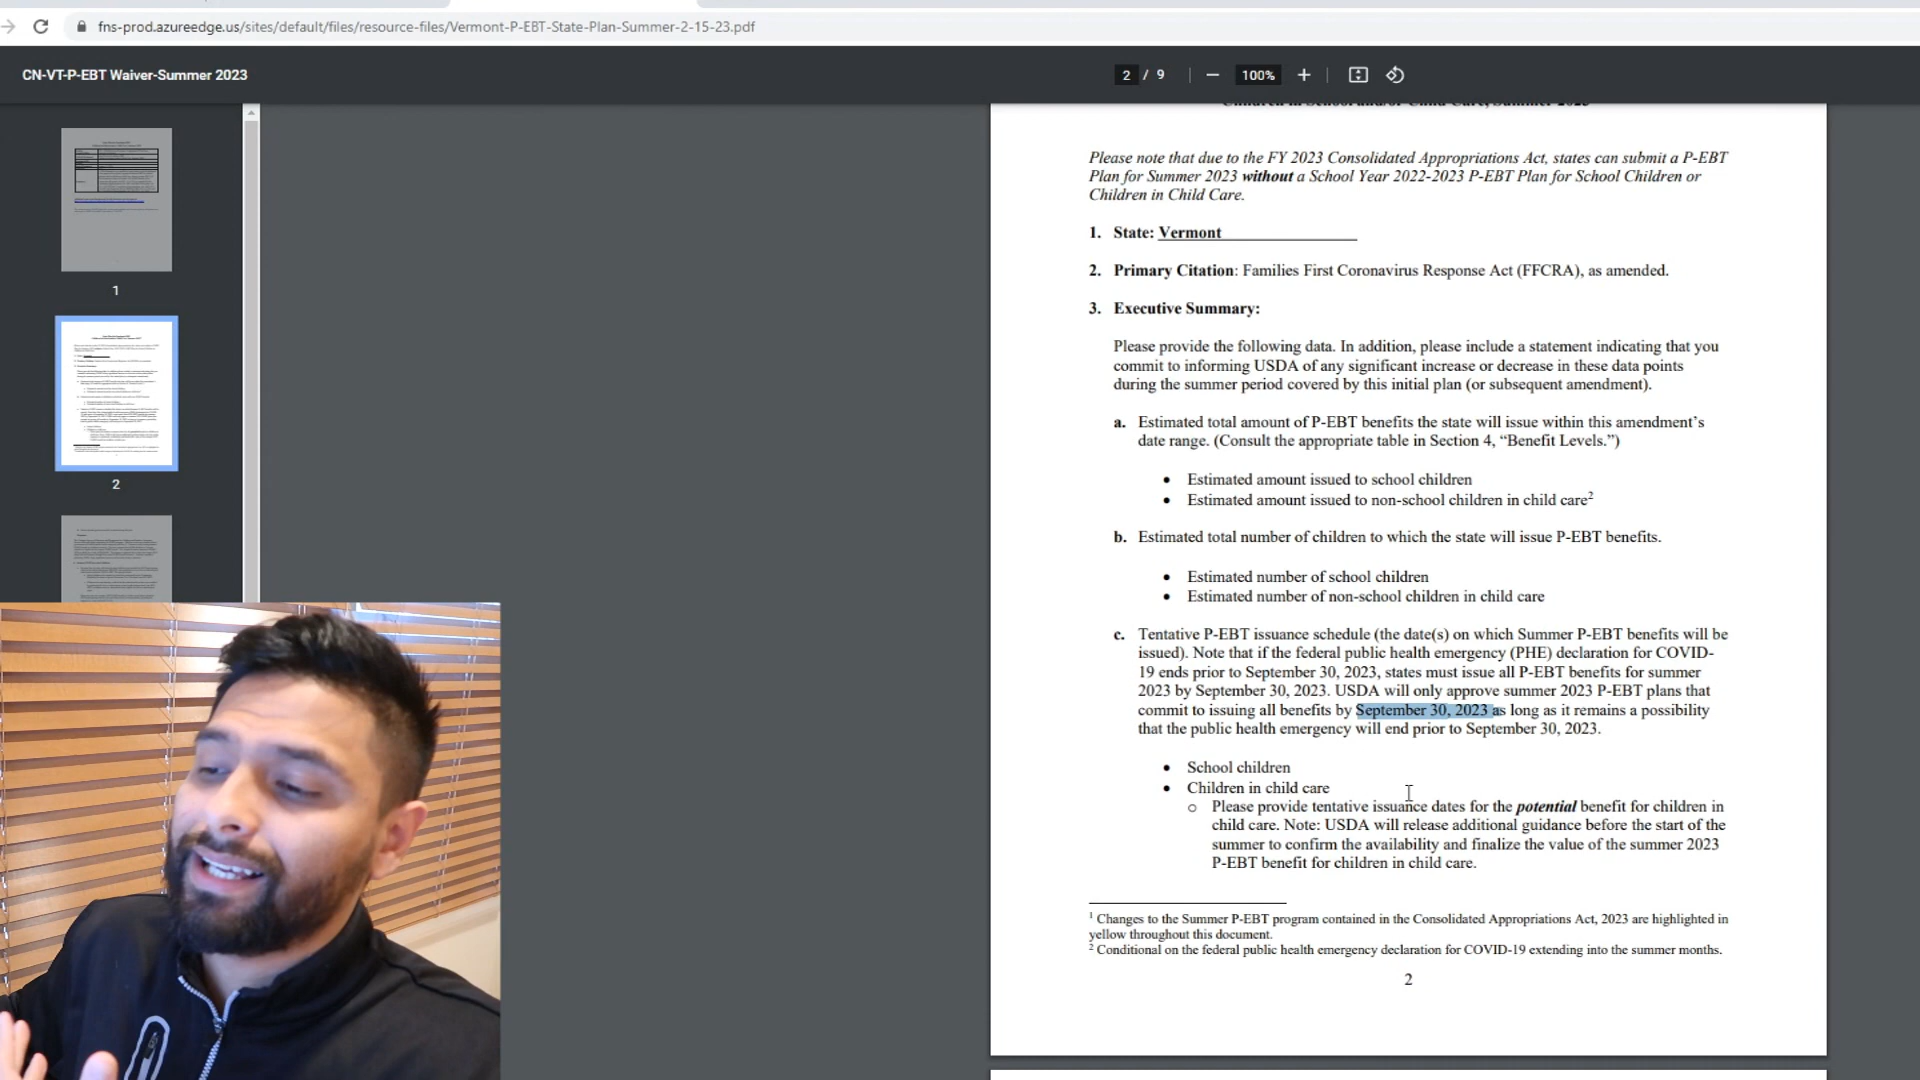 fns-prod.azureedge.us/sites/default/files/resource-files/Vermont-P-EBT-State-Plan-Summer-2-15-23.pdf
CN-VT-P-EBT Waiver-Summer 2023
2 / 9
100%
Children in School and/or Child Care, Summer 2023
Please note that due to the FY 2023 Consolidated Appropriations Act, states can submit a P-EBT
Plan for Summer 2023 without a School Year 2022-2023 P-EBT Plan for School Children or
Children in Child Care.
1. State: Vermont
2. Primary Citation: Families First Coronavirus Response Act (FFCRA), as amended.
3. Executive Summary:
Please provide the following data. In addition, please include a statement indicating that you
commit to informing USDA of any significant increase or decrease in these data points
during the summer period covered by this initial plan (or subsequent amendment).
a. Estimated total amount of P-EBT benefits the state will issue within this amendment's
date range. (Consult the appropriate table in Section 4, “Benefit Levels.”)
• Estimated amount issued to school children
• Estimated amount issued to non-school children in child care2
b. Estimated total number of children to which the state will issue P-EBT benefits.
• Estimated number of school children
• Estimated number of non-school children in child care
c. Tentative P-EBT issuance schedule (the date(s) on which Summer P-EBT benefits will be
issued). Note that if the federal public health emergency (PHE) declaration for COVID-
19 ends prior to September 30, 2023, states must issue all P-EBT benefits for summer
2023 by September 30, 2023. USDA will only approve summer 2023 P-EBT plans that
commit to issuing all benefits by September 30, 2023 as long as it remains a possibility
that the public health emergency will end prior to September 30, 2023.
• School children
• Children in child care
o Please provide tentative issuance dates for the potential benefit for children in
child care. Note: USDA will release additional guidance before the start of the
summer to confirm the availability and finalize the value of the summer 2023
P-EBT benefit for children in child care.
1 Changes to the Summer P-EBT program contained in the Consolidated Appropriations Act, 2023 are highlighted in
yellow throughout this document.
2 Conditional on the federal public health emergency declaration for COVID-19 extending into the summer months.
2
1
2